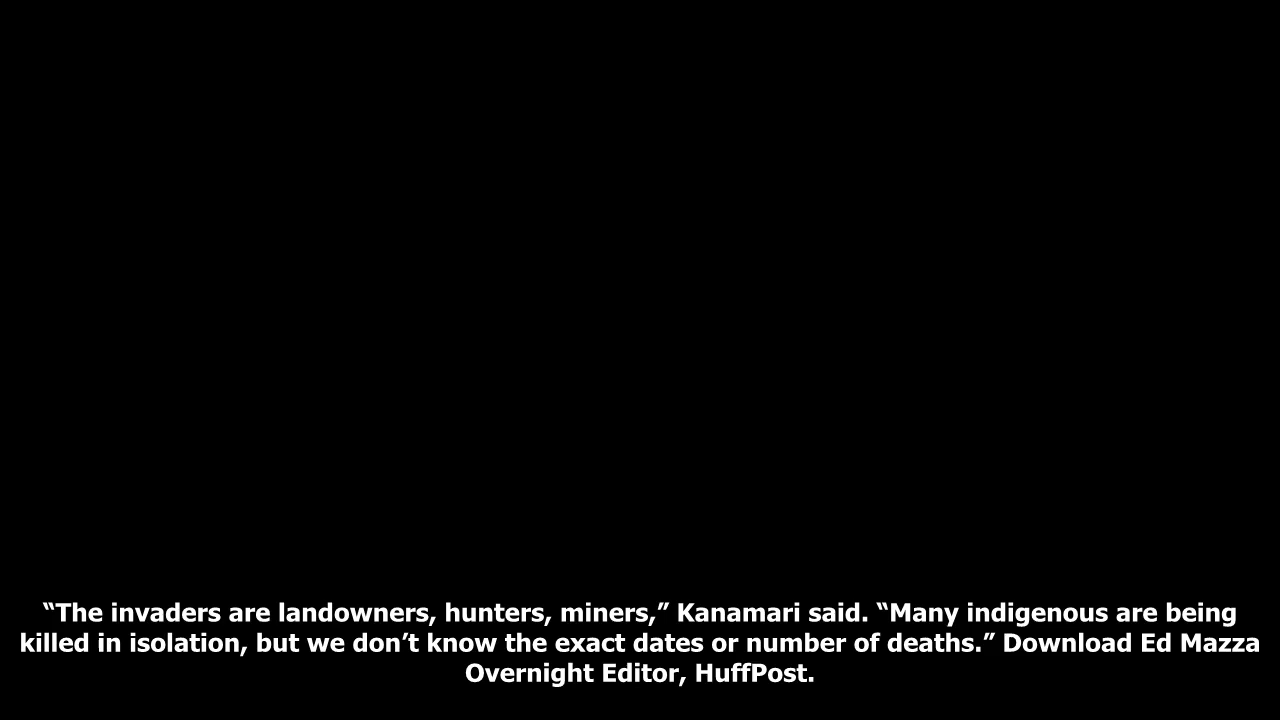 “The invaders are landowners, hunters, miners,” Kanamari said. “Many indigenous are being
killed in isolation, but we don’t know the exact dates or number of deaths.” Download Ed Mazza
Overnight Editor, HuffPost.